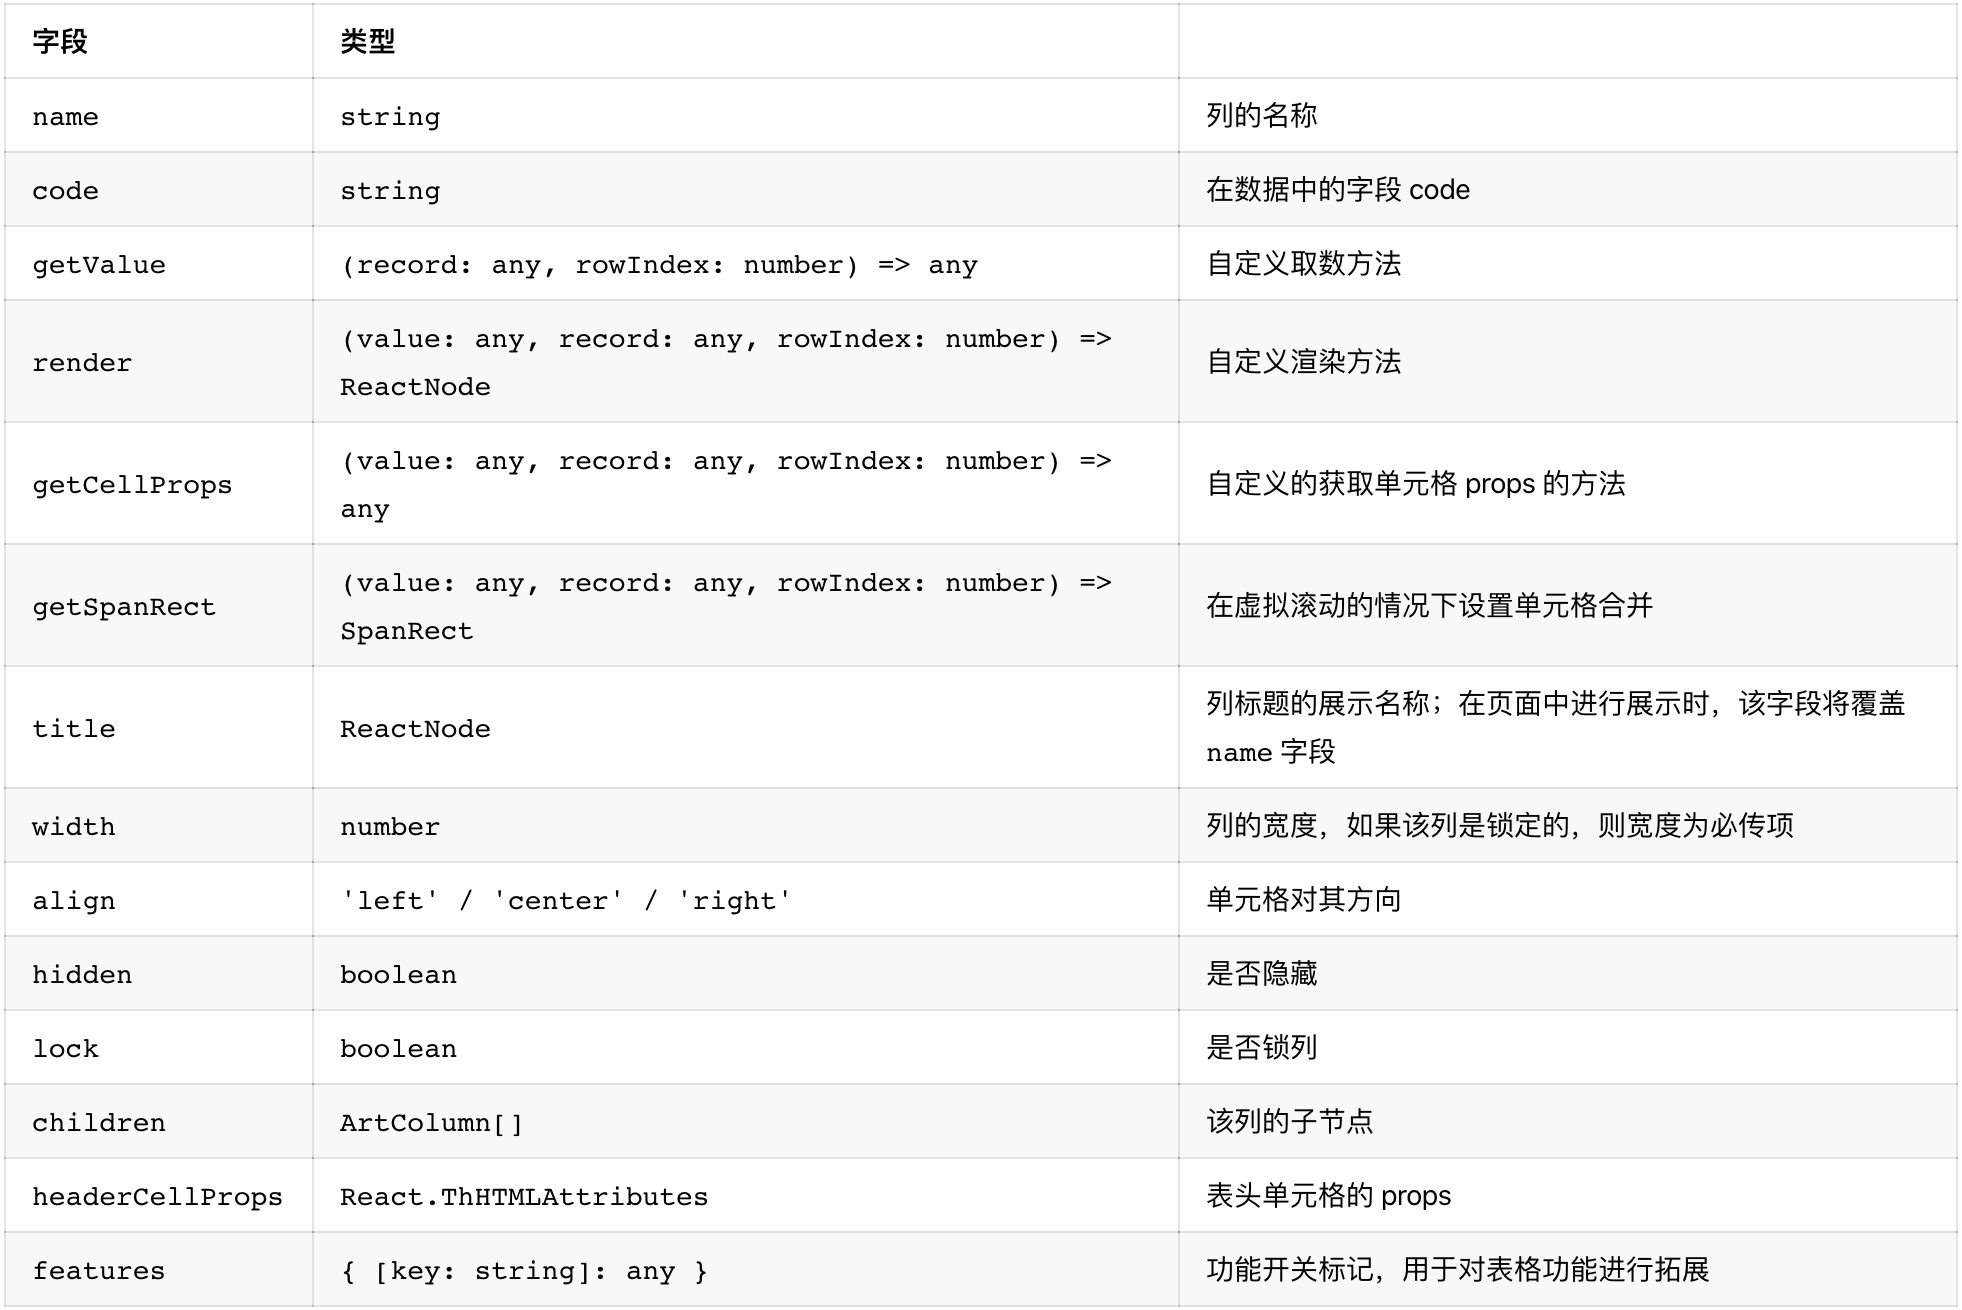 字段 类型
name string 列的名称
code string 在数据中的字段 code
getValue (record: any, rowIndex: number) => any 自定义取数方法
render (value: any, record: any, rowIndex: number) =>
ReactNode 自定义渲染方法
getCellProps (value: any, record: any, rowIndex: number) =>
any 自定义的获取单元格 props 的方法
getSpanRect (value: any, record: any, rowIndex: number) =>
SpanRect 在虚拟滚动的情况下设置单元格合并
title ReactNode 列标题的展示名称；在页面中进行展示时，该字段将覆盖
name 字段
width number 列的宽度，如果该列是锁定的，则宽度为必传项
align 'left' / 'center' / 'right' 单元格对其方向
hidden boolean 是否隐藏
lock boolean 是否锁列
children ArtColumn[] 该列的子节点
headerCellProps React.ThHTMLAttributes 表头单元格的 props
features { [key: string]: any } 功能开关标记，用于对表格功能进行拓展